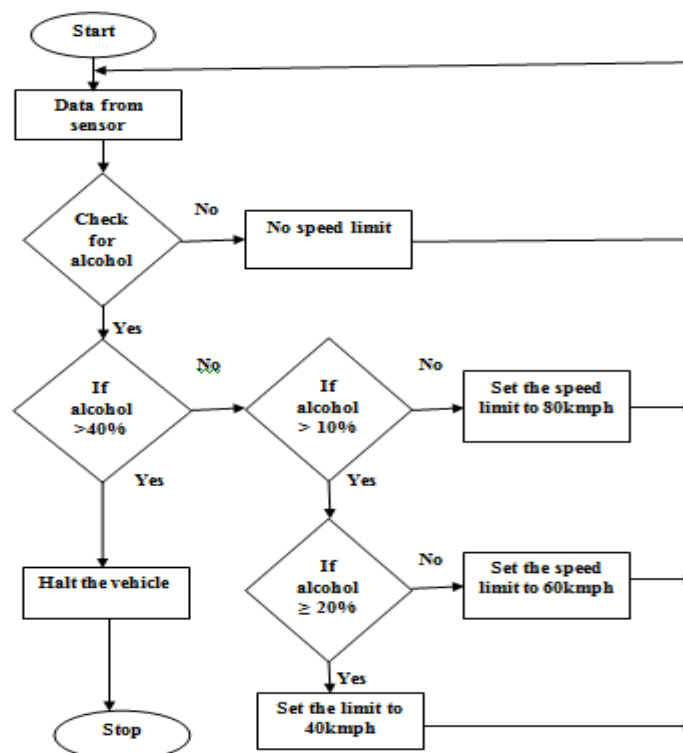 Start
Data from
sensor
Check
for
alcohol
No
No speed limit
Yes
If
alcohol
>40%
No
If
alcohol
> 10%
No
Set the speed
limit to 80kmph
Yes
Yes
Halt the vehicle
If
alcohol
≥ 20%
No
Set the speed
limit to 60kmph
Yes
Set the limit to
40kmph
Stop